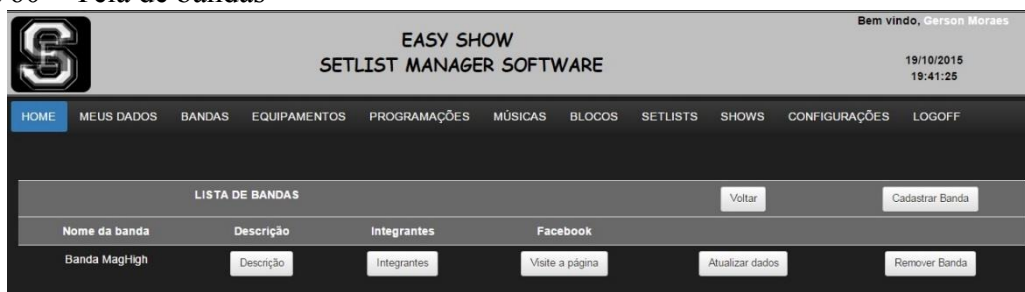 Tela de bandas
Bem vindo, Gerson Moraes
EASY SHOW
SETLIST MANAGER SOFTWARE
19/10/2015
19:41:25
HOME MEUS DADOS BANDAS EQUIPAMENTOS PROGRAMAÇÕES MÚSICAS BLOCOS SETLISTS SHOWS CONFIGURAÇÕES LOGOFF
LISTA DE BANDAS Voltar Cadastrar Banda
Nome da banda Descrição Integrantes Facebook
Banda MagHigh Descrição Integrantes Visite a página Atualizar dados Remover Banda